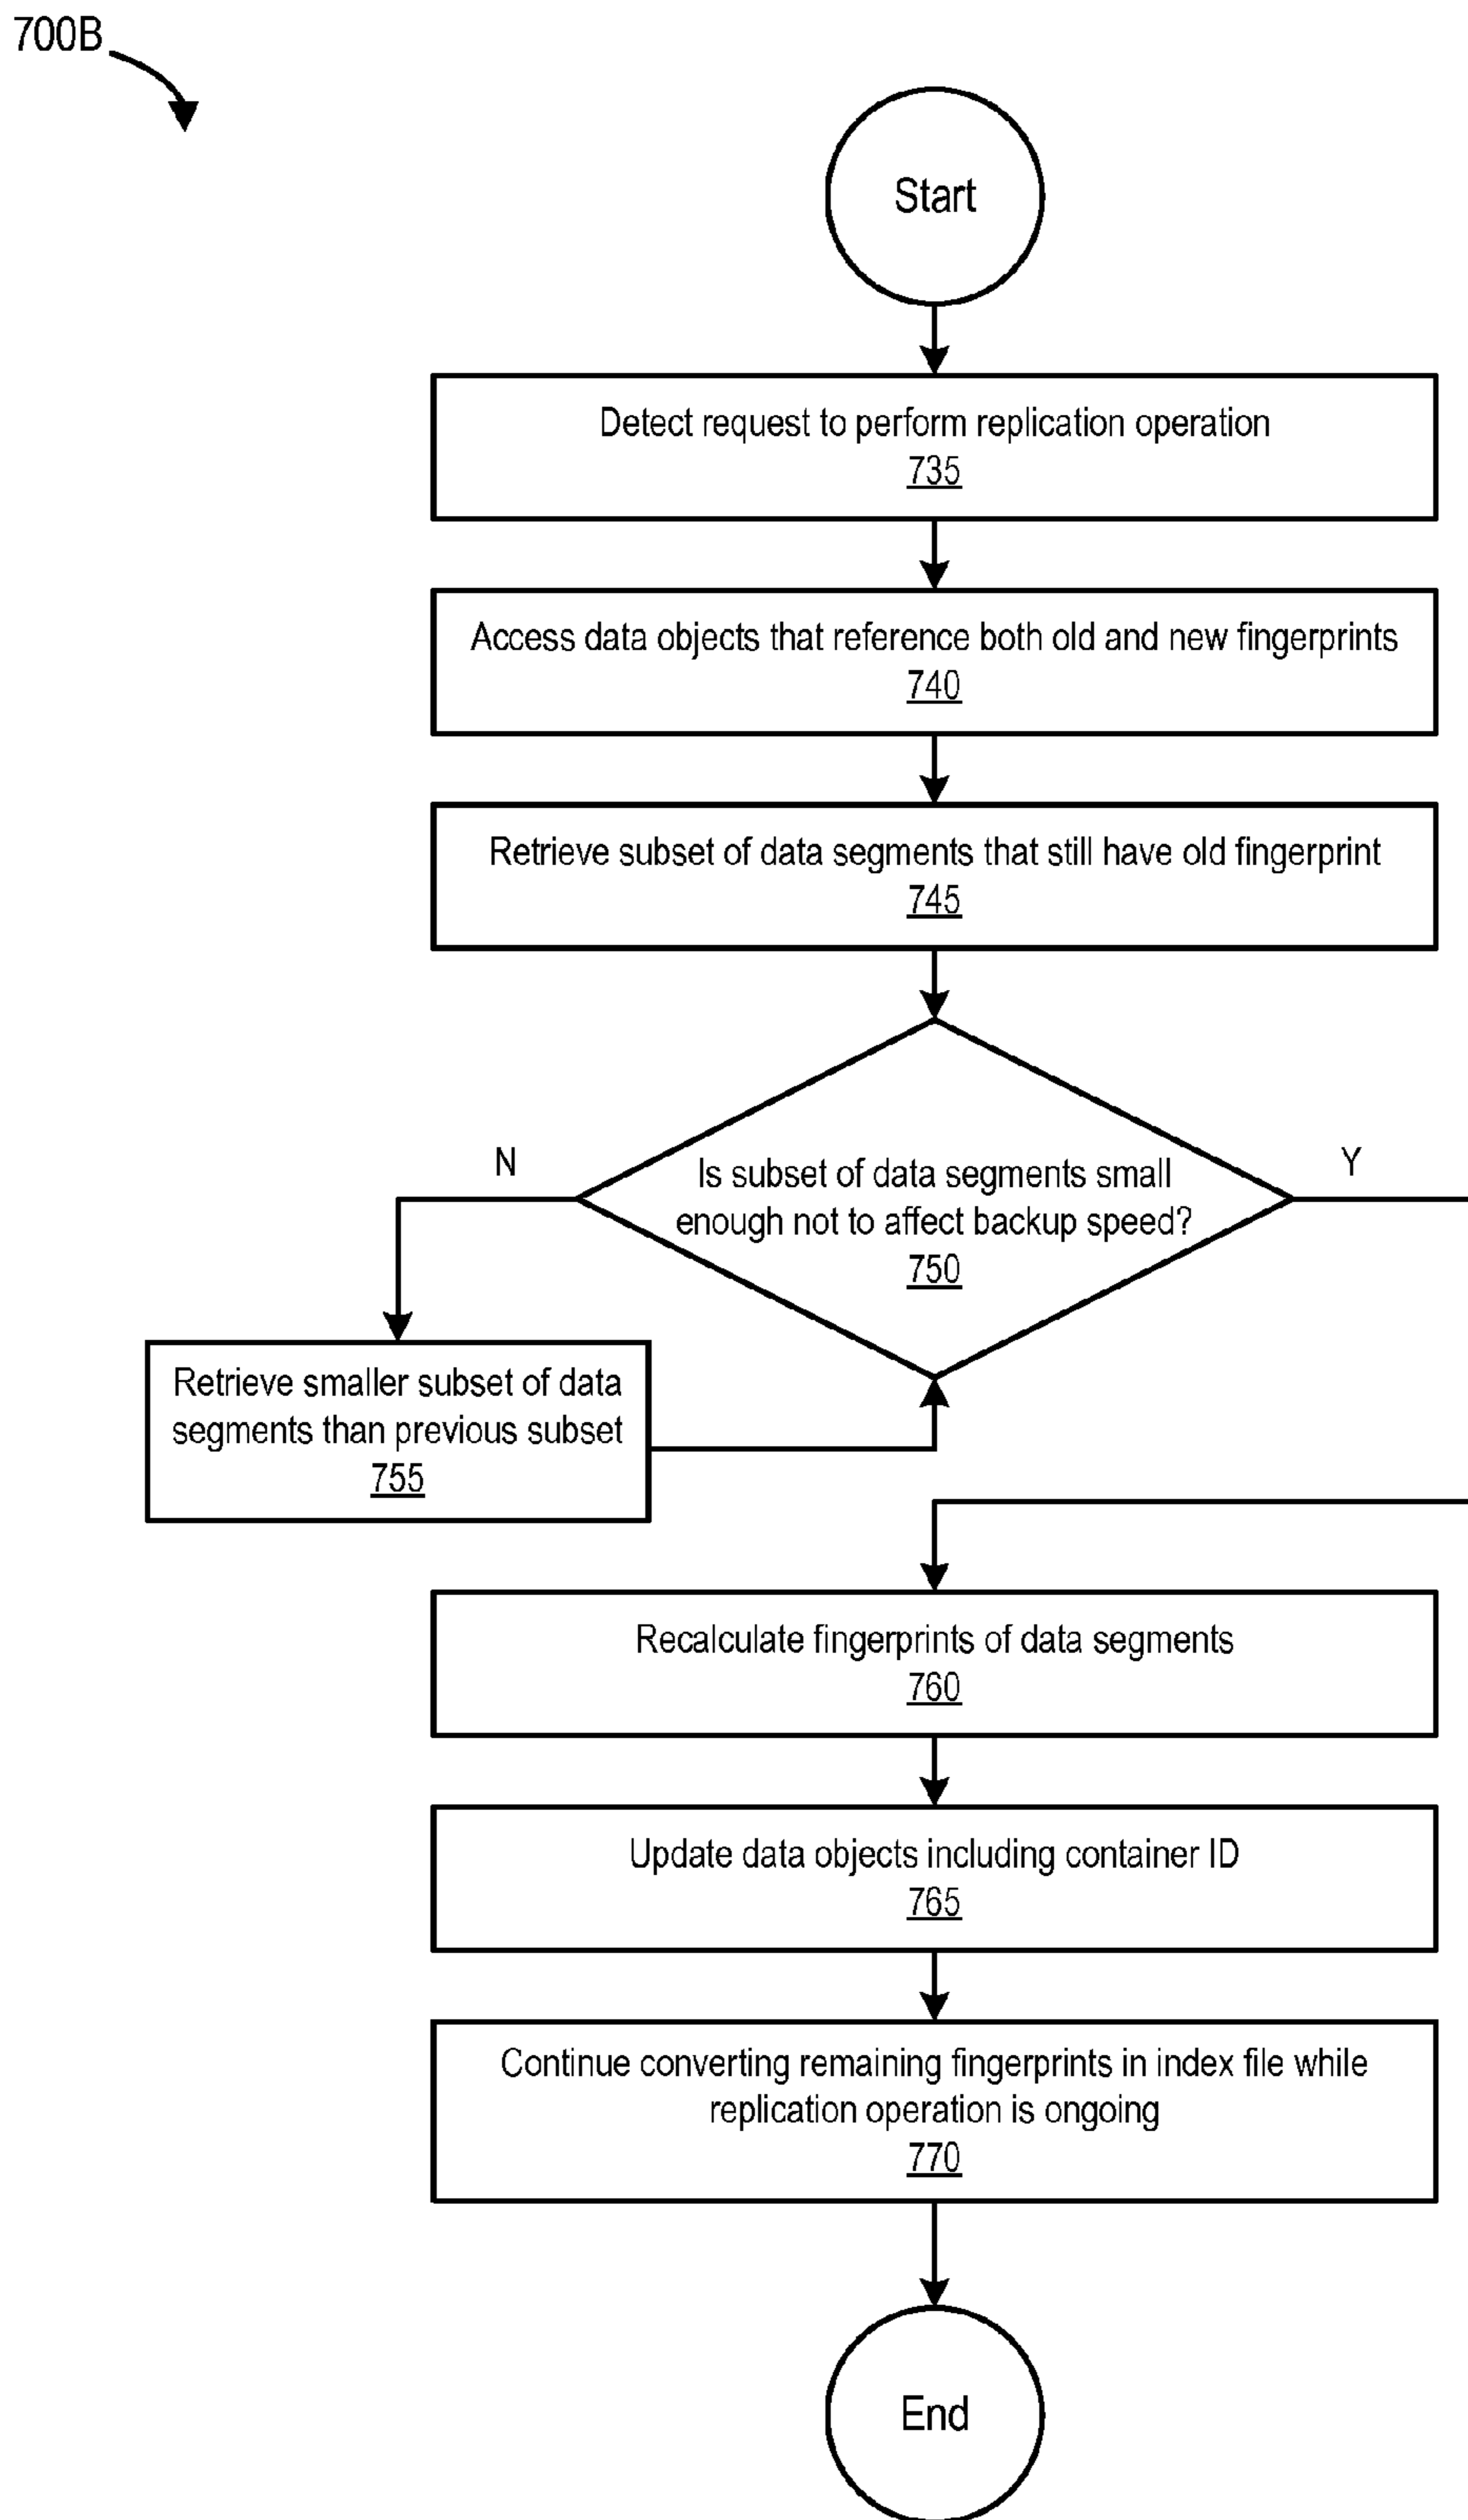 700B
Start
Detect request to perform replication operation
735
Access data objects that reference both old and new fingerprints
740
Retrieve subset of data segments that still have old fingerprint
745
N
Y
Is subset of data segments small
enough not to affect backup speed?
750
Retrieve smaller subset of data
segments than previous subset
755
Recalculate fingerprints of data segments
760
Update data objects including container ID
765
Continue converting remaining fingerprints in index file while
replication operation is ongoing
770
End